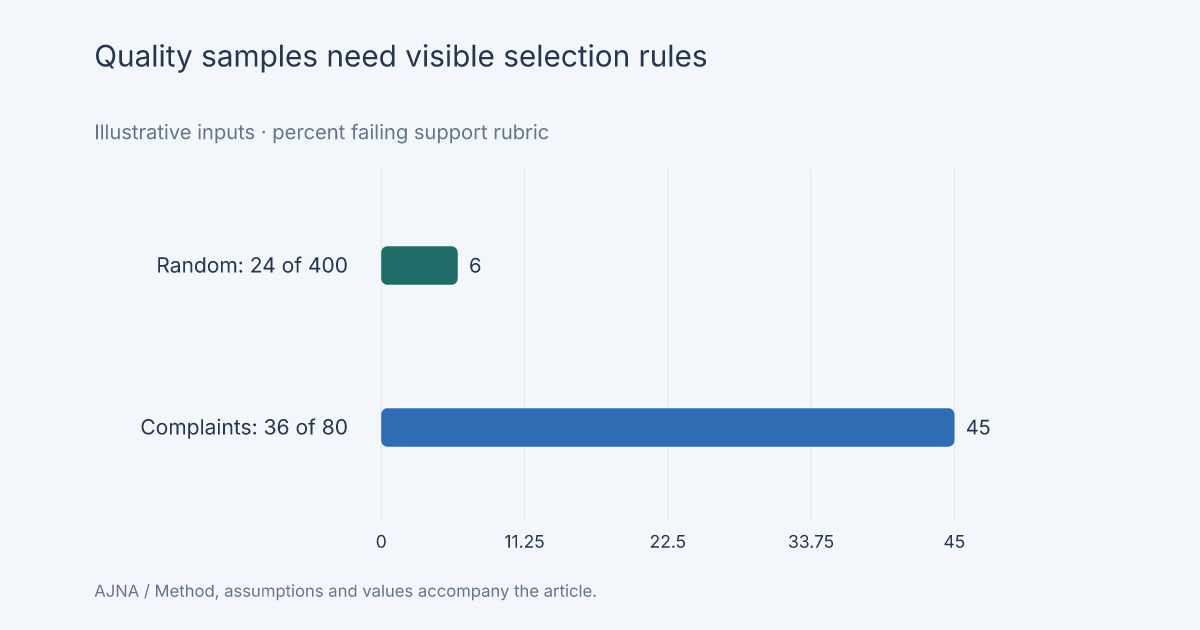 Quality samples need visible selection rules
Illustrative inputs · percent failing support rubric
Random: 24 of 400
6
Complaints: 36 of 80
45
0 11.25 22.5 33.75 45
AJNA / Method, assumptions and values accompany the article.